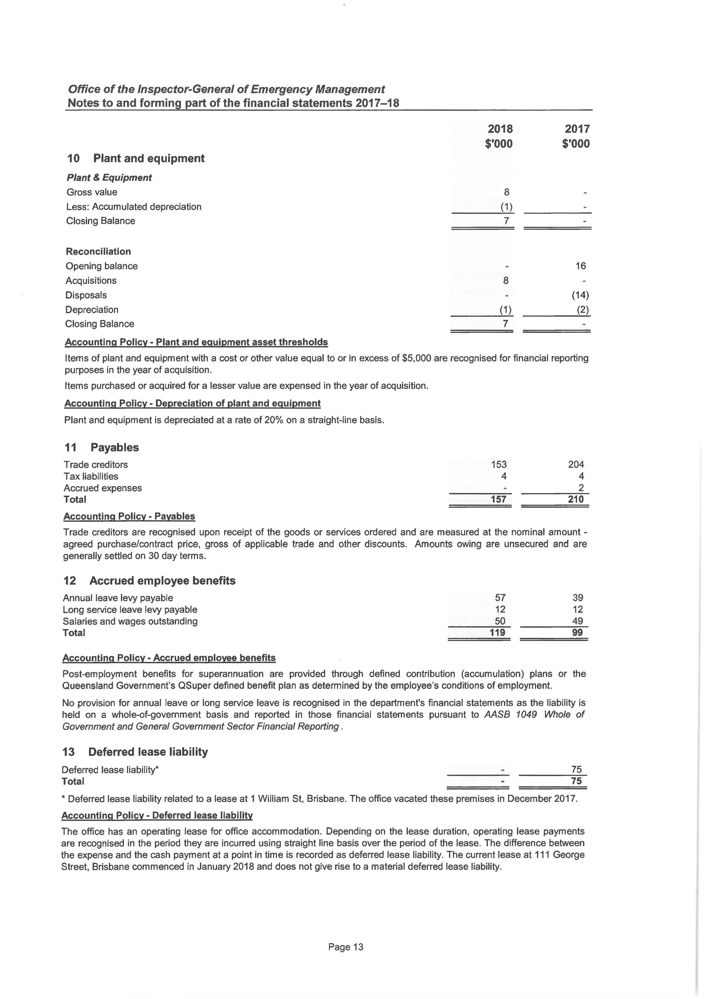 Office of the Inspector-General of Emergency Management
Notes to and forming part of the financial statements 2017–18
2018 2017
$'000 $'000
10 Plant and equipment
Plant & Equipment
Gross value 8 -
Less: Accumulated depreciation (1) -
Closing Balance 7 -
Reconciliation
Opening balance - 16
Acquisitions 8 -
Disposals - (14)
Depreciation (1) (2)
Closing Balance 7 -
Accounting Policy - Plant and equipment asset thresholds
Items of plant and equipment with a cost or other value equal to or in excess of $5,000 are recognised for financial reporting
purposes in the year of acquisition.
Items purchased or acquired for a lesser value are expensed in the year of acquisition.
Accounting Policy - Depreciation of plant and equipment
Plant and equipment is depreciated at a rate of 20% on a straight-line basis.
11 Payables
Trade creditors 153 204
Tax liabilities 4 4
Accrued expenses - 2
Total 157 210
Accounting Policy - Payables
Trade creditors are recognised upon receipt of the goods or services ordered and are measured at the nominal amount -
agreed purchase/contract price, gross of applicable trade and other discounts. Amounts owing are unsecured and are
generally settled on 30 day terms.
12 Accrued employee benefits
Annual leave levy payable 57 39
Long service leave levy payable 12 12
Salaries and wages outstanding 50 49
Total 119 99
Accounting Policy - Accrued employee benefits
Post-employment benefits for superannuation are provided through defined contribution (accumulation) plans or the
Queensland Government's QSuper defined benefit plan as determined by the employee's conditions of employment.
No provision for annual leave or long service leave is recognised in the department's financial statements as the liability is
held on a whole-of-government basis and reported in those financial statements pursuant to AASB 1049 Whole of
Government and General Government Sector Financial Reporting.
13 Deferred lease liability
Deferred lease liability* - 75
Total - 75
* Deferred lease liability related to a lease at 1 William St, Brisbane. The office vacated these premises in December 2017.
Accounting Policy - Deferred lease liability
The office has an operating lease for office accommodation. Depending on the lease duration, operating lease payments
are recognised in the period they are incurred using straight line basis over the period of the lease. The difference between
the expense and the cash payment at a point in time is recorded as deferred lease liability. The current lease at 111 George
Street, Brisbane commenced in January 2018 and does not give rise to a material deferred lease liability.
Page 13